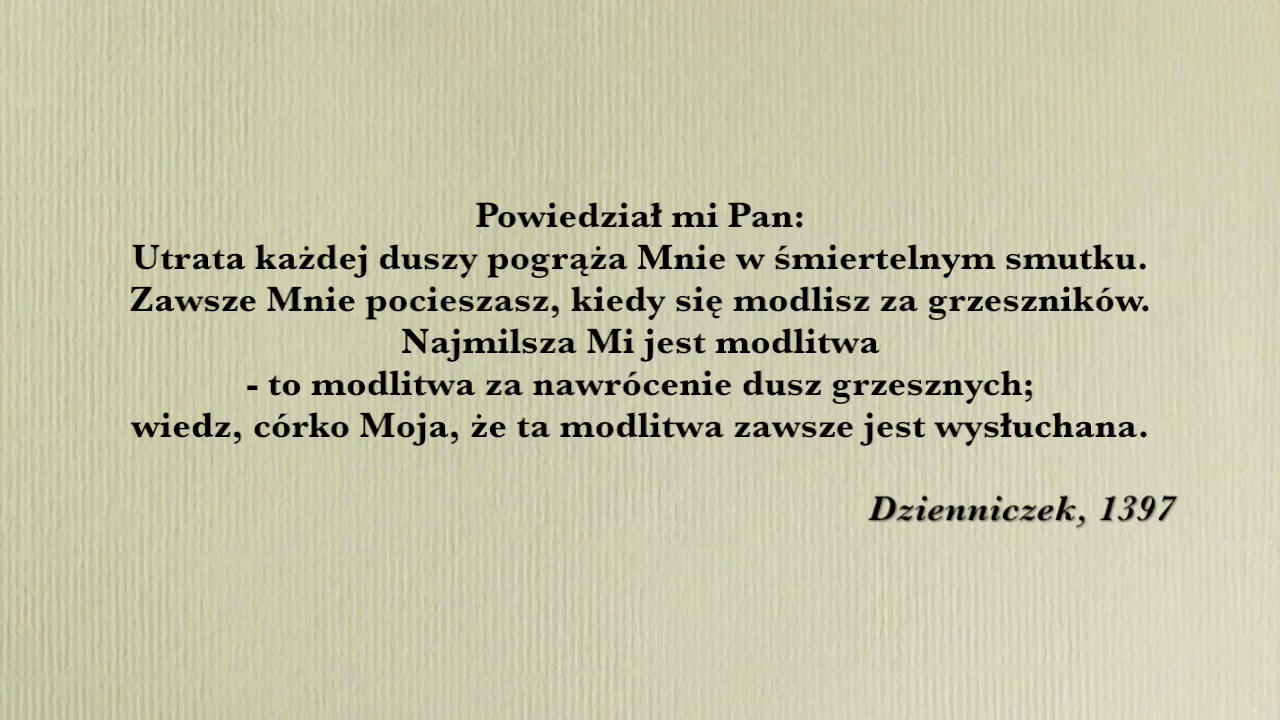 Powiedział mi Pan:
Utrata każdej duszy pogrąża Mnie w śmiertelnym smutku.
Zawsze Mnie pocieszasz, kiedy się modlisz za grzeszników.
Najmilsza Mi jest modlitwa
- to modlitwa za nawrócenie dusz grzesznych;
wiedz, córko Moja, że ta modlitwa zawsze jest wysłuchana.
Dzienniczek, 1397